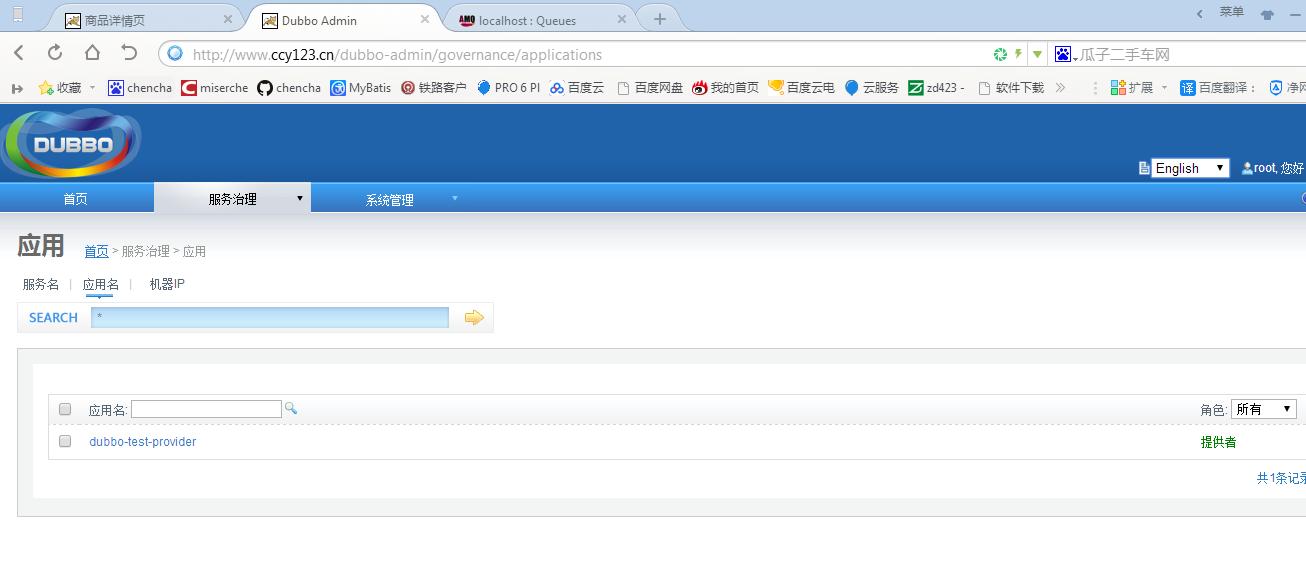 商品详情页 Dubbo Admin localhost : Queues 菜单
http://www.ccy123.cn/dubbo-admin/governance/applications 瓜子二手车网
收藏 chencha miserche chencha MyBatis 铁路客户 PRO 6 Pl 百度云 百度网盘 我的首页 百度云电 云服务 zd423 - 软件下载 扩展 百度翻译： 净网
DUBBO
English root, 您好
首页 服务治理 系统管理
应用 首页 > 服务治理 > 应用
服务名 | 应用名 | 机器IP
SEARCH *
应用名: 角色: 所有
dubbo-test-provider 提供者
共1条记录